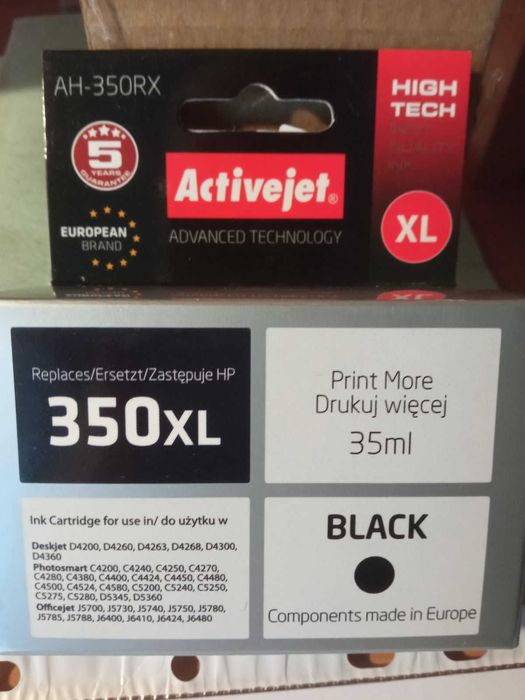 AH-350RX
HIGH
TECH
QUALITY
INK
5
YEARS
GUARANTEE
Activejet®
EUROPEAN
BRAND
ADVANCED TECHNOLOGY
XL
XL
Replaces/Ersetzt/Zastępuje HP
350XL
Print More
Drukuj więcej
35ml
Ink Cartridge for use in/ do użytku w
Deskjet D4200, D4260, D4263, D4268, D4300,
D4360
Photosmart C4200, C4240, C4250, C4270,
C4280, C4380, C4400, C4424, C4450, C4480,
C4500, C4524, C4580, C5200, C5240, C5250,
C5275, C5280, D5345, D5360
Officejet J5700, J5730, J5740, J5750, J5780,
J5785, J5788, J6400, J6410, J6424, J6480
BLACK
Components made in Europe